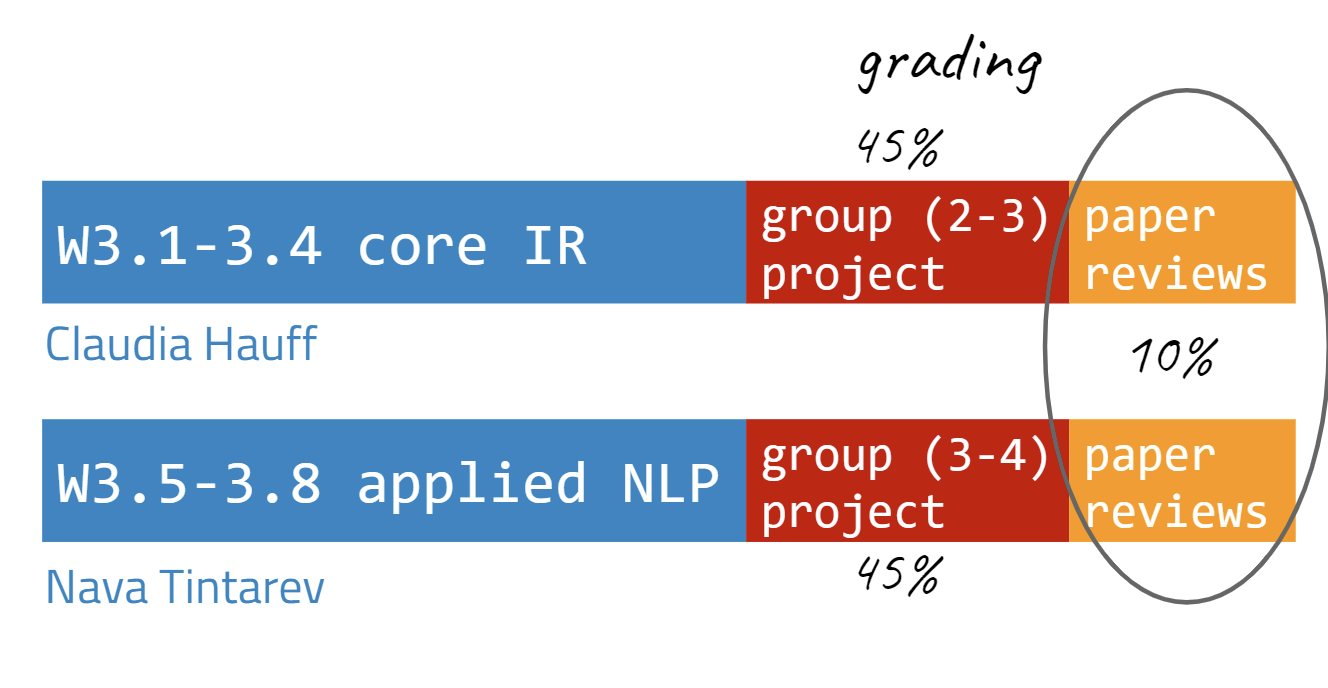 grading
45%
W3.1-3.4 core IR
group (2-3)
project
paper
reviews
Claudia Hauff
10%
W3.5-3.8 applied NLP
group (3-4)
project
paper
reviews
Nava Tintarev
45%